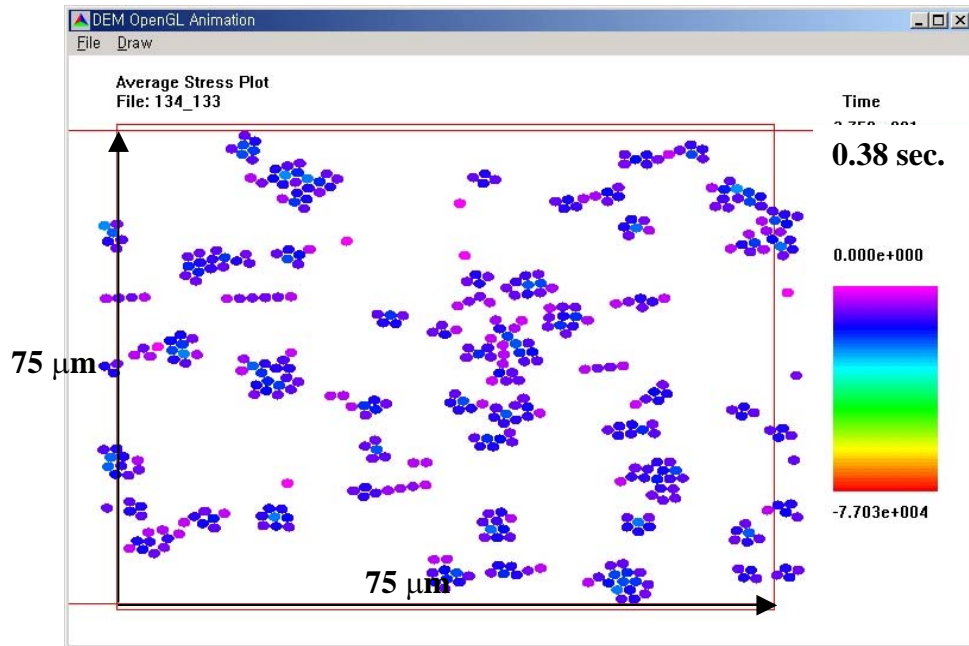 DEM OpenGL Animation
File Draw
Average Stress Plot
File: 134_133
Time
0.38 sec.
0.000e+000
75 μm
-7.703e+004
75 μm